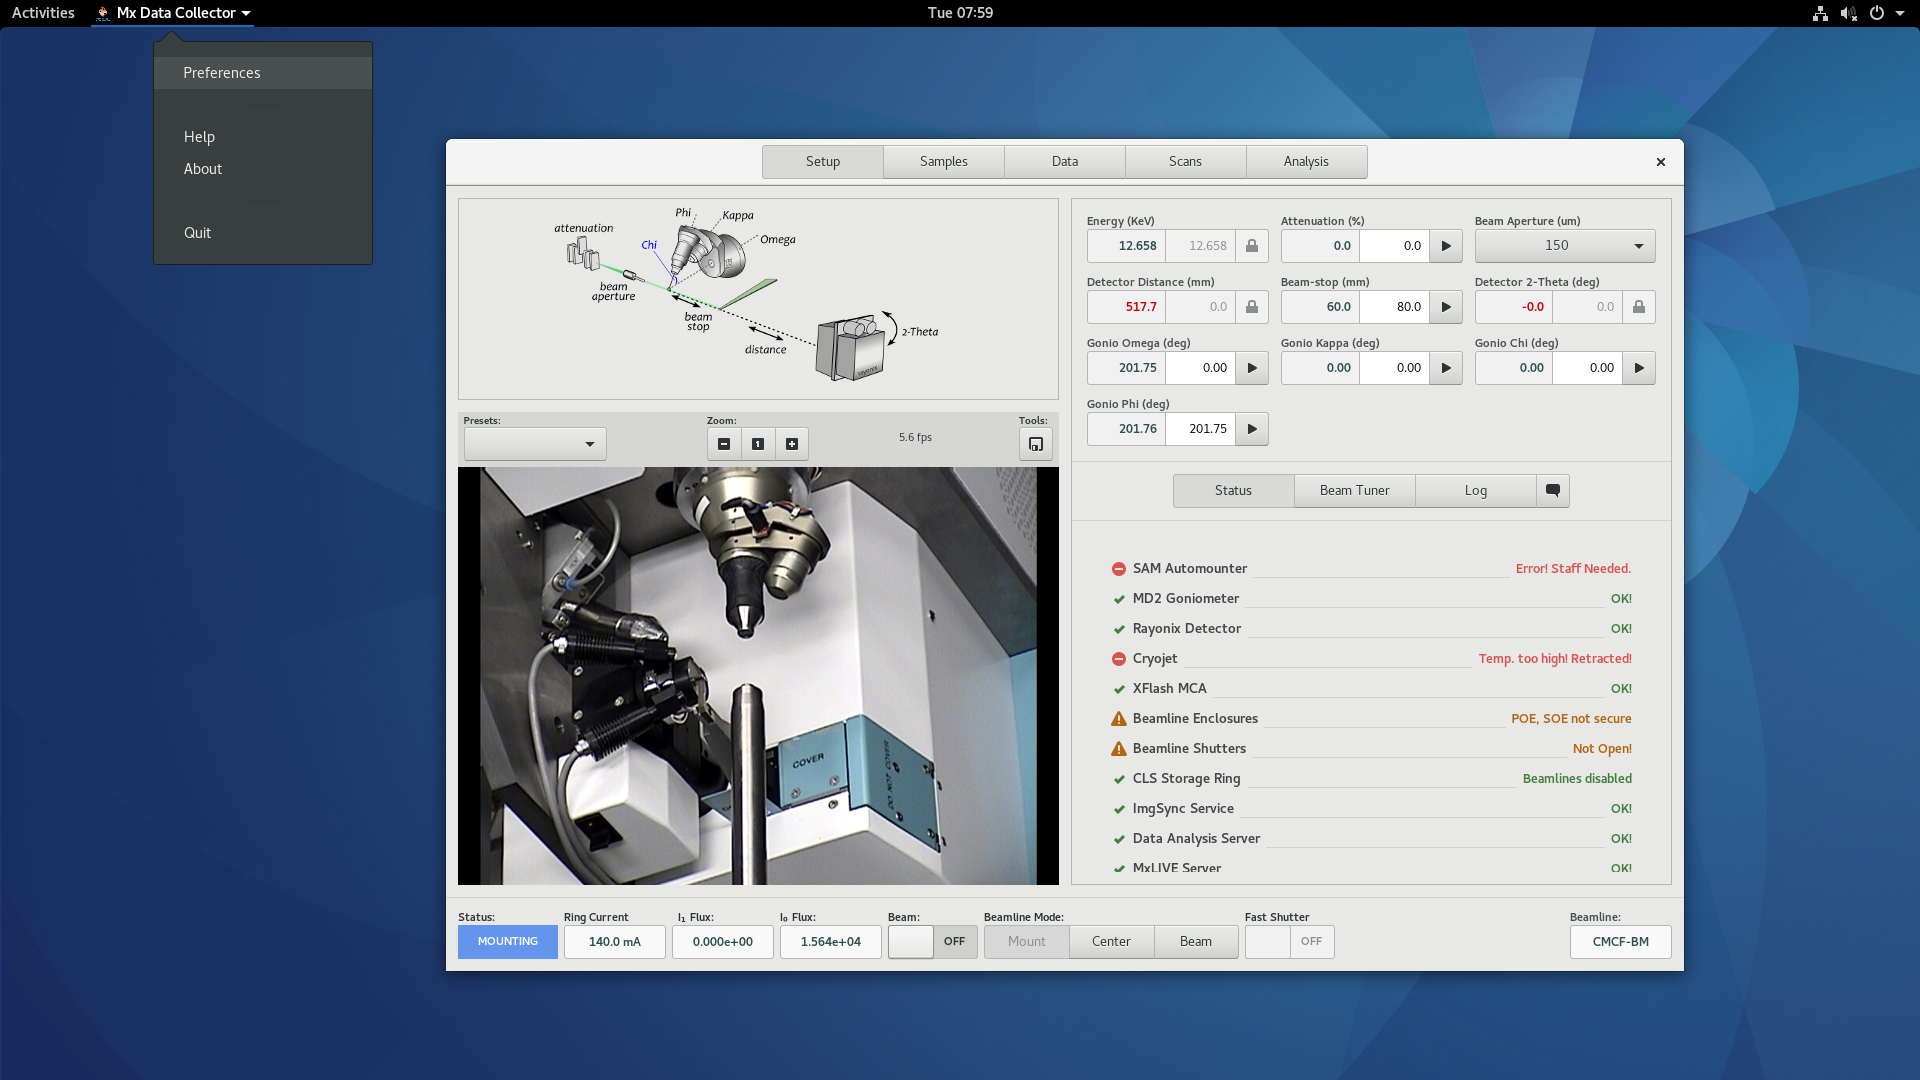 Activities
Mx Data Collector
Tue 07:59
Preferences
Help
About
Quit
Setup
Samples
Data
Scans
Analysis
Phi
Kappa
Omega
attenuation
Chi
beam
aperture
beam
stop
distance
2-Theta
rayonix
Energy (KeV)
12.658 12.658
Attenuation (%)
0.0 0.0
Beam Aperture (um)
150
Detector Distance (mm)
517.7 0.0
Beam-stop (mm)
60.0 80.0
Detector 2-Theta (deg)
-0.0 0.0
Gonio Omega (deg)
201.75 0.00
Gonio Kappa (deg)
0.00 0.00
Gonio Chi (deg)
0.00 0.00
Gonio Phi (deg)
201.76 201.75
Presets:
Zoom:
1
5.6 fps
Tools:
COVER
DO NOT COVER
Status
Beam Tuner
Log
SAM Automounter Error! Staff Needed.
MD2 Goniometer OK!
Rayonix Detector OK!
Cryojet Temp. too high! Retracted!
XFlash MCA OK!
Beamline Enclosures POE, SOE not secure
Beamline Shutters Not Open!
CLS Storage Ring Beamlines disabled
ImgSync Service OK!
Data Analysis Server OK!
MxLIVE Server OK!
Status:
MOUNTING
Ring Current
140.0 mA
I₁ Flux:
0.000e+00
I₀ Flux:
1.564e+04
Beam:
OFF
Beamline Mode:
Mount
Center
Beam
Fast Shutter
OFF
Beamline:
CMCF-BM